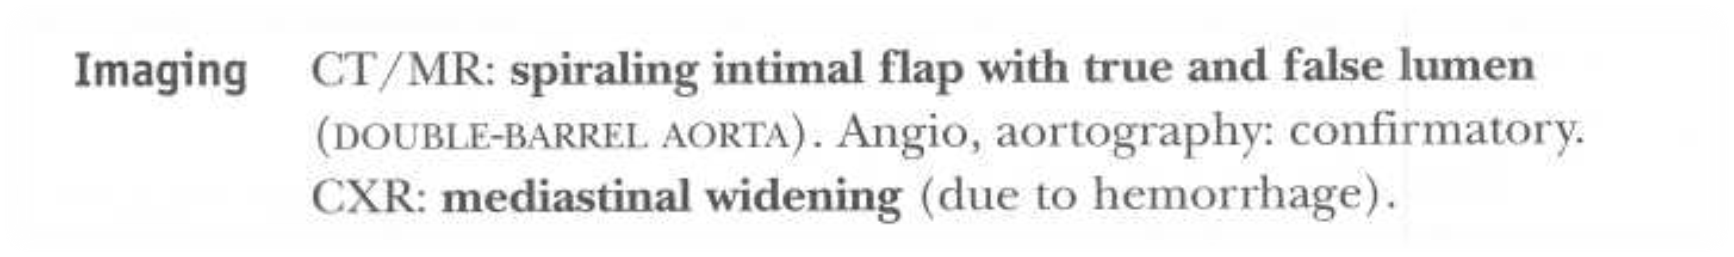 Imaging CT/MR: spiraling intimal flap with true and false lumen
(DOUBLE-BARREL AORTA). Angio, aortography: confirmatory.
CXR: mediastinal widening (due to hemorrhage).